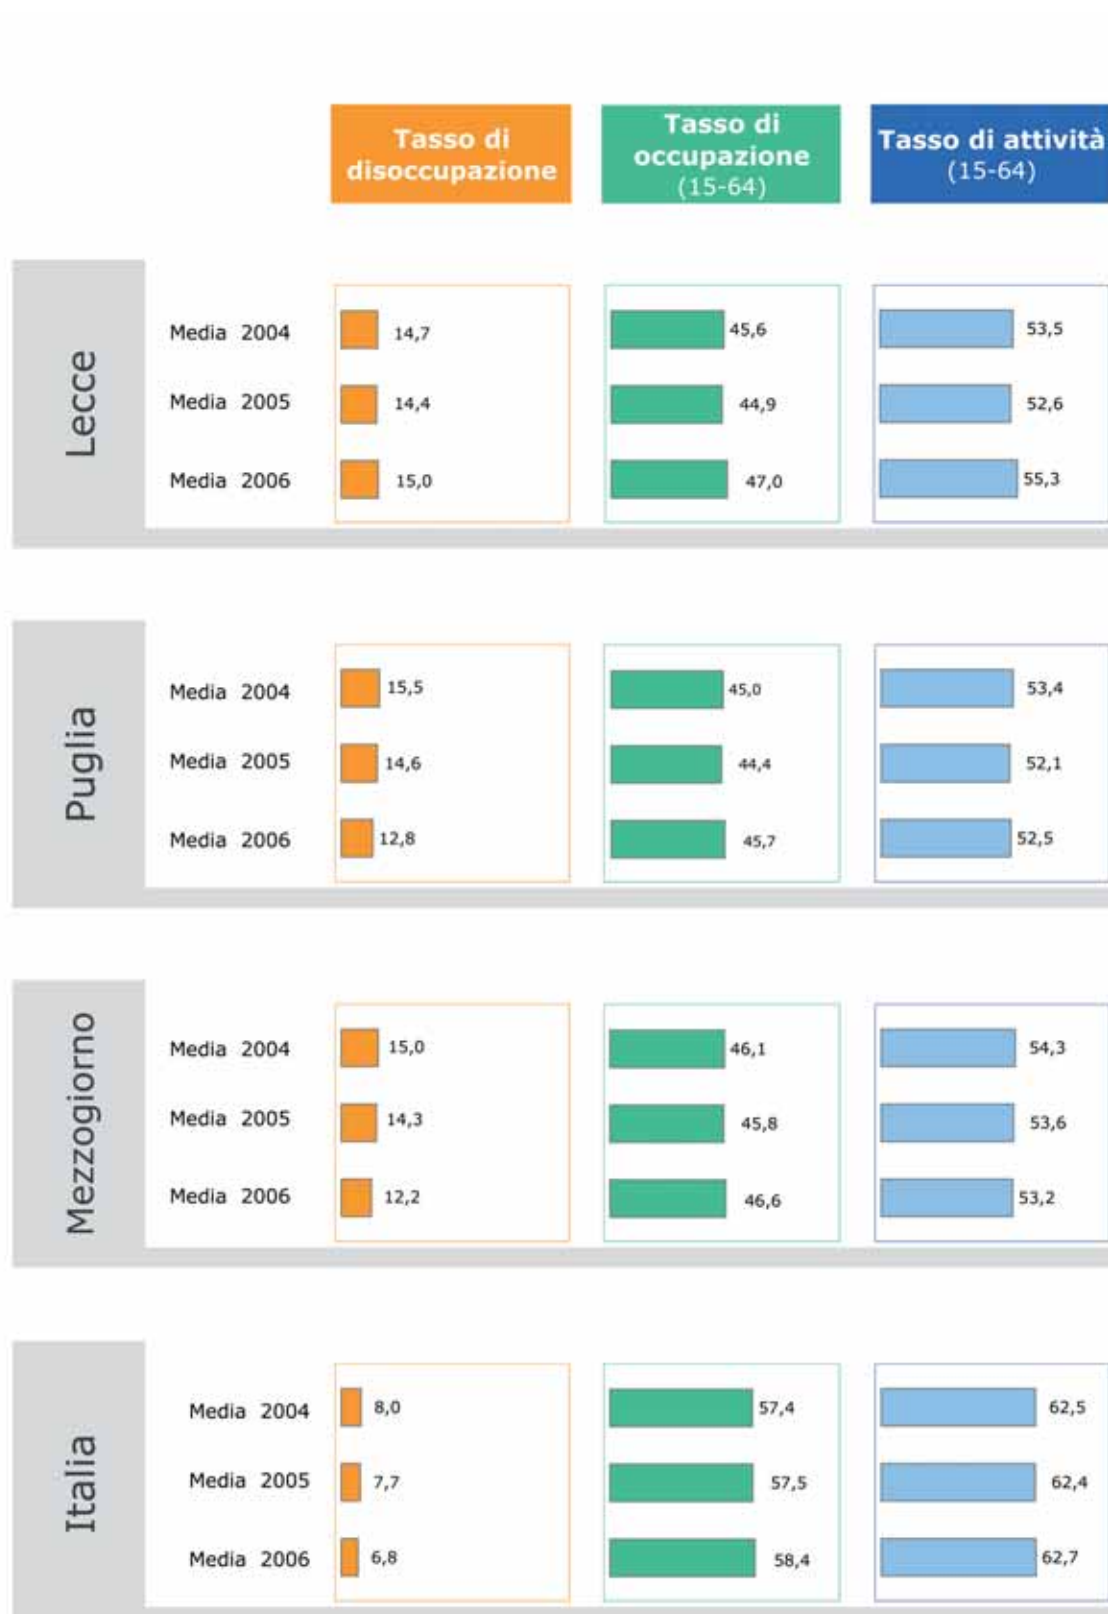 Tasso di
disoccupazione
Tasso di
occupazione
(15-64)
Tasso di attività
(15-64)
Lecce
Media 2004 14,7 45,6 53,5
Media 2005 14,4 44,9 52,6
Media 2006 15,0 47,0 55,3
Puglia
Media 2004 15,5 45,0 53,4
Media 2005 14,6 44,4 52,1
Media 2006 12,8 45,7 52,5
Mezzogiorno
Media 2004 15,0 46,1 54,3
Media 2005 14,3 45,8 53,6
Media 2006 12,2 46,6 53,2
Italia
Media 2004 8,0 57,4 62,5
Media 2005 7,7 57,5 62,4
Media 2006 6,8 58,4 62,7